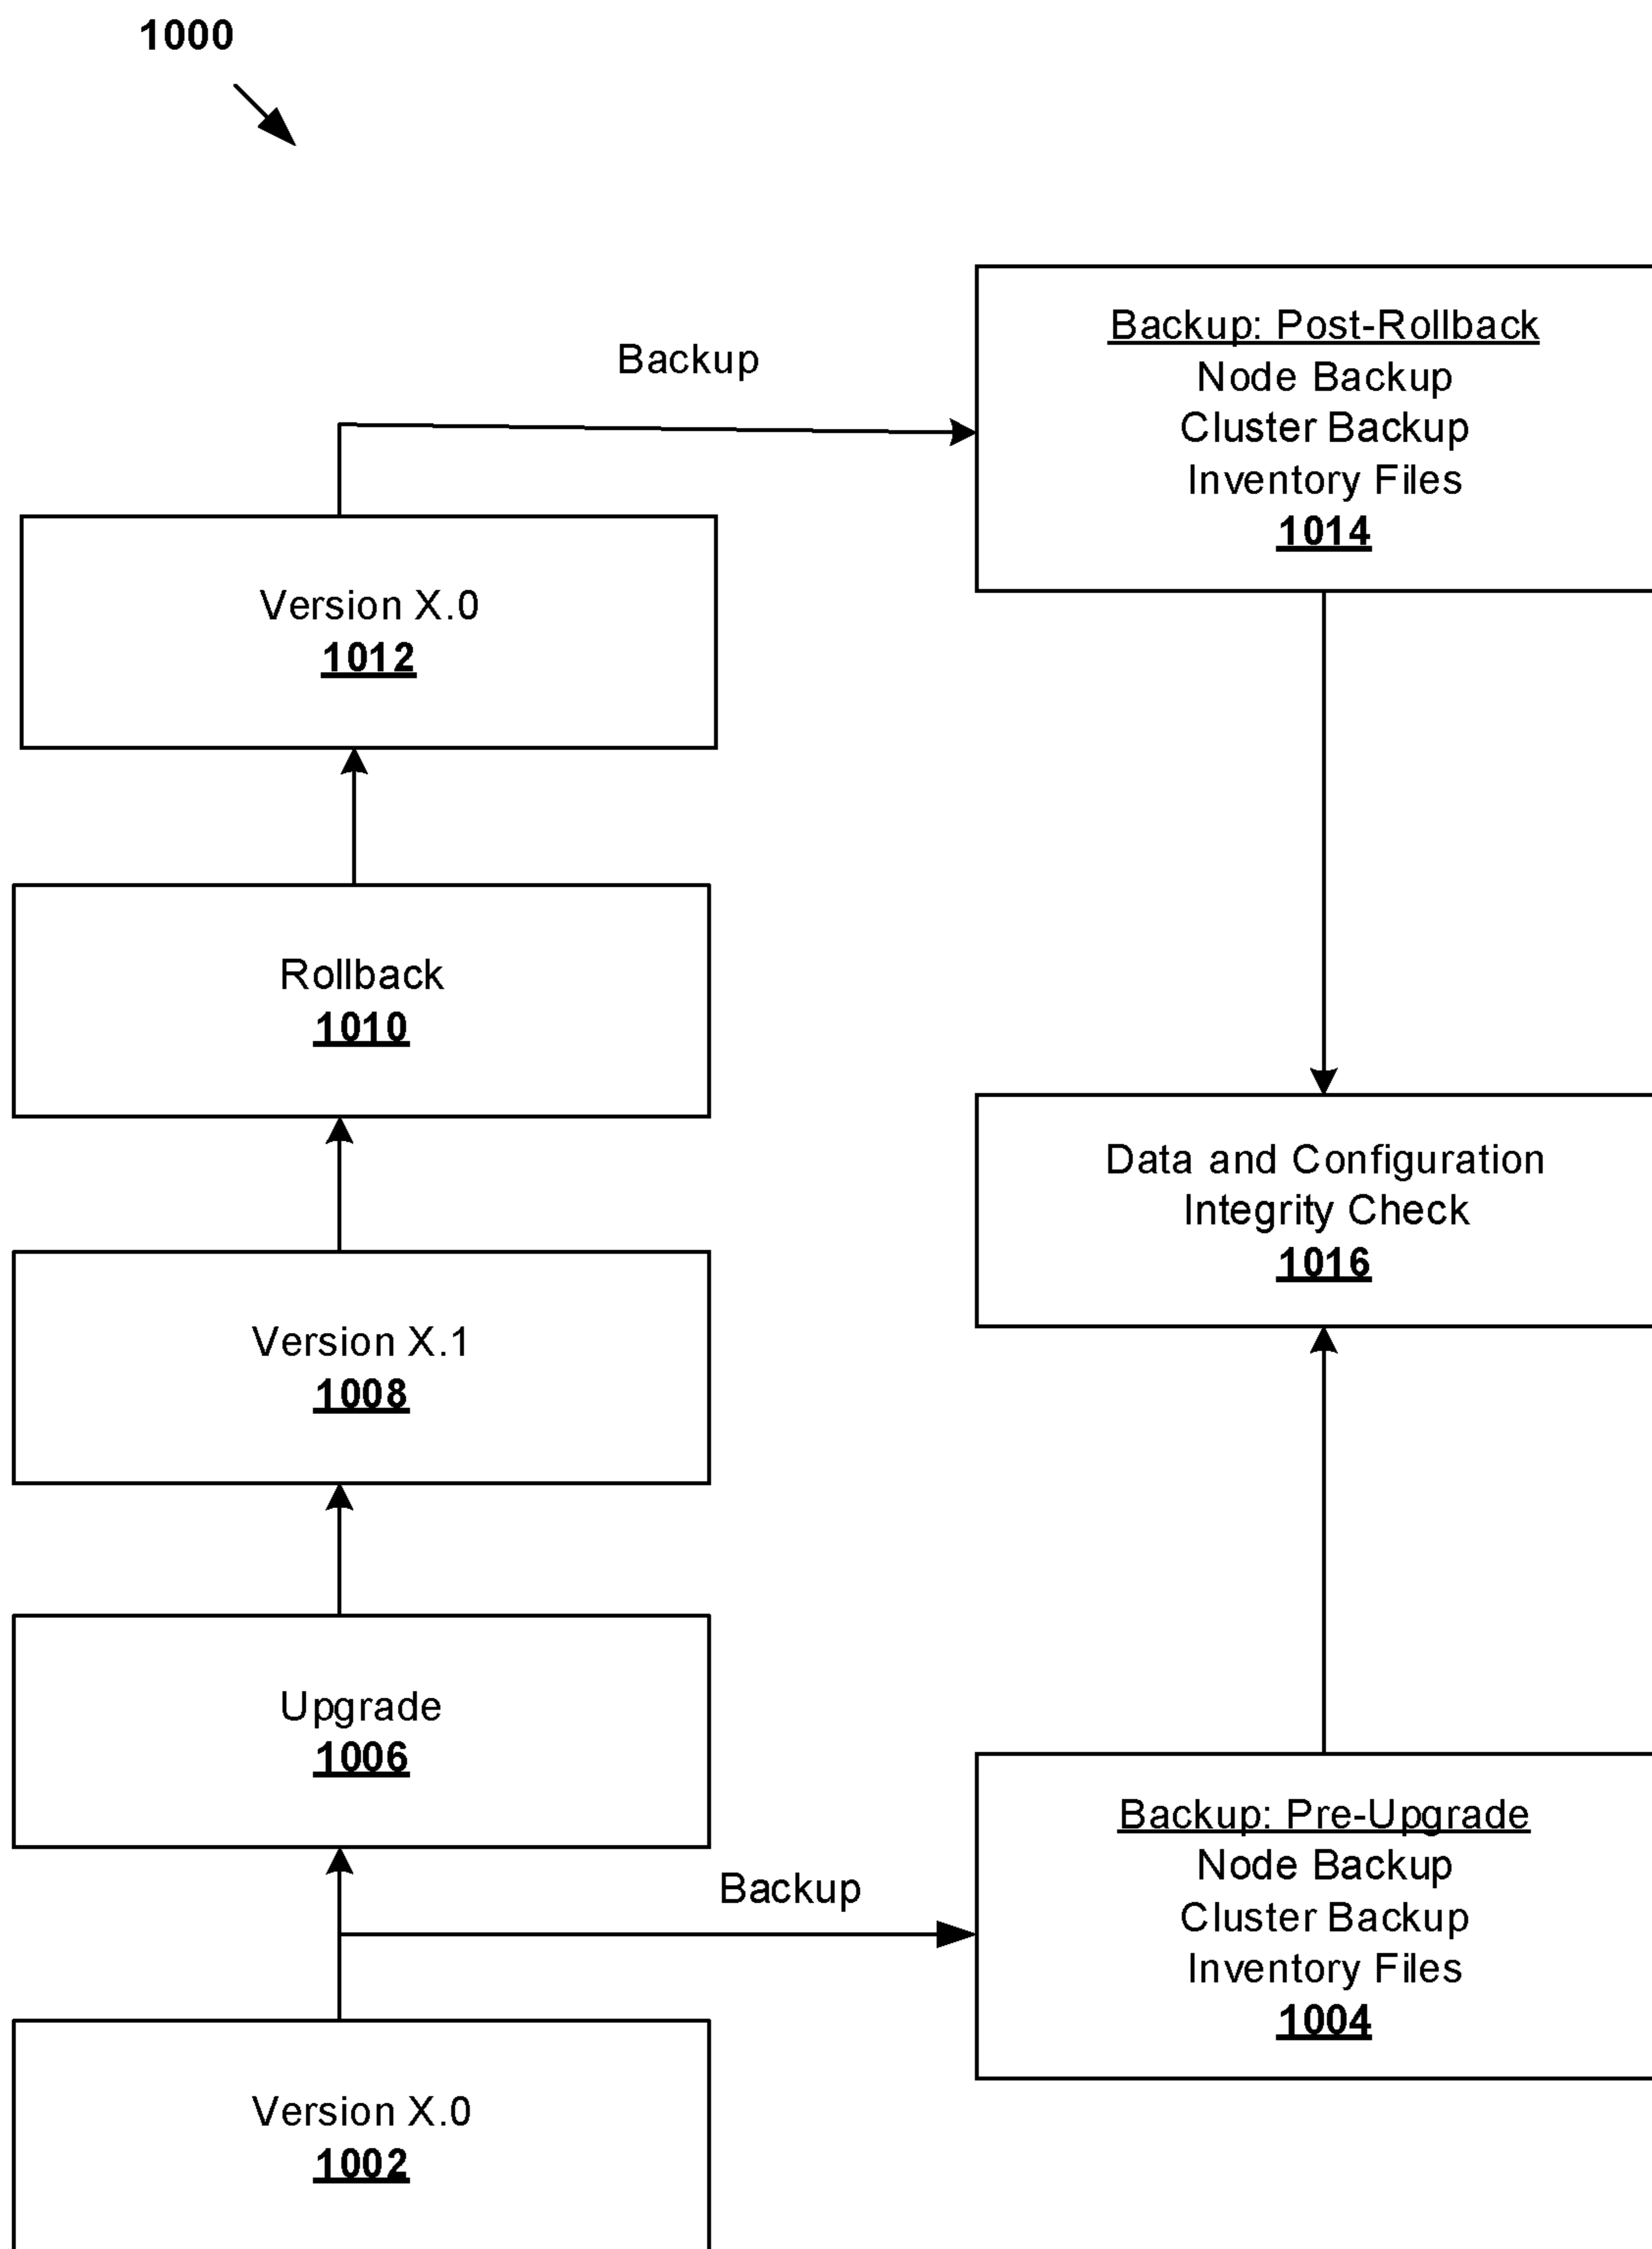 1000
Backup
Backup: Post-Rollback
Node Backup
Cluster Backup
Inventory Files
1014
Version X.0
1012
Rollback
1010
Data and Configuration
Integrity Check
1016
Version X.1
1008
Upgrade
1006
Backup
Backup: Pre-Upgrade
Node Backup
Cluster Backup
Inventory Files
1004
Version X.0
1002